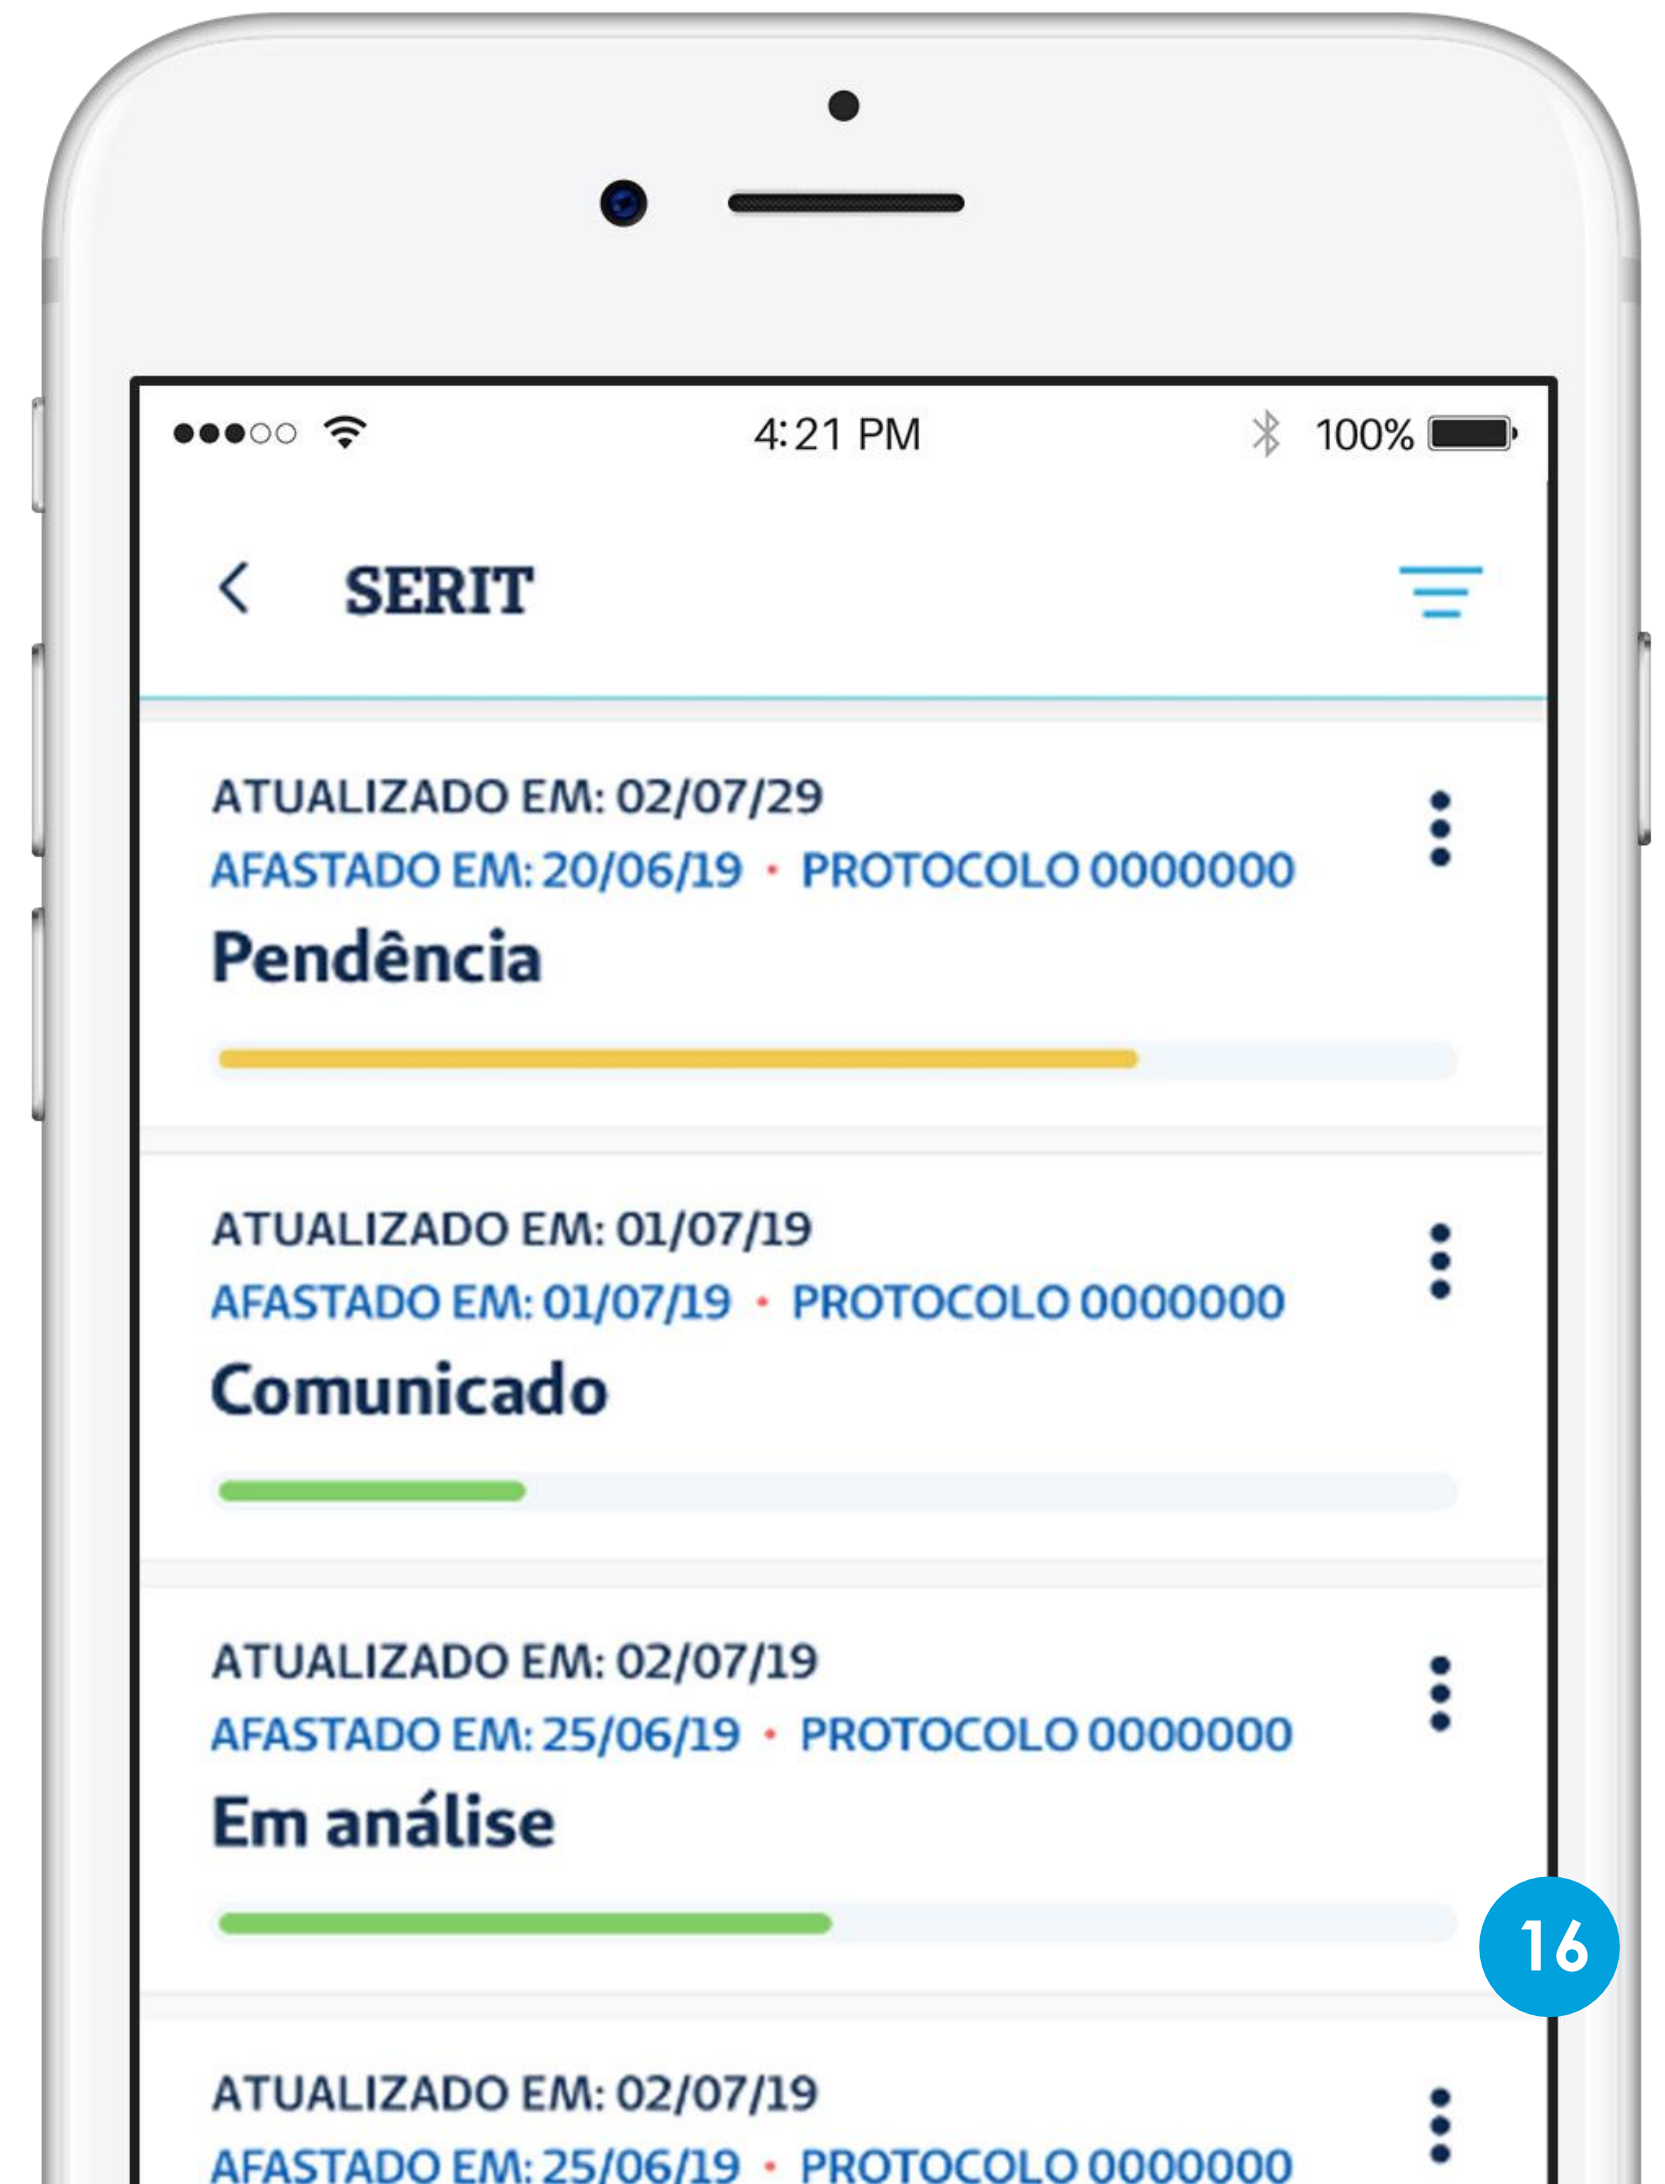 4:21 PM 100%
SERIT
ATUALIZADO EM: 02/07/29
AFASTADO EM: 20/06/19 • PROTOCOLO 0000000
Pendência
ATUALIZADO EM: 01/07/19
AFASTADO EM: 01/07/19 • PROTOCOLO 0000000
Comunicado
ATUALIZADO EM: 02/07/19
AFASTADO EM: 25/06/19 • PROTOCOLO 0000000
Em análise
16
ATUALIZADO EM: 02/07/19
AFASTADO EM: 25/06/19 • PROTOCOLO 0000000